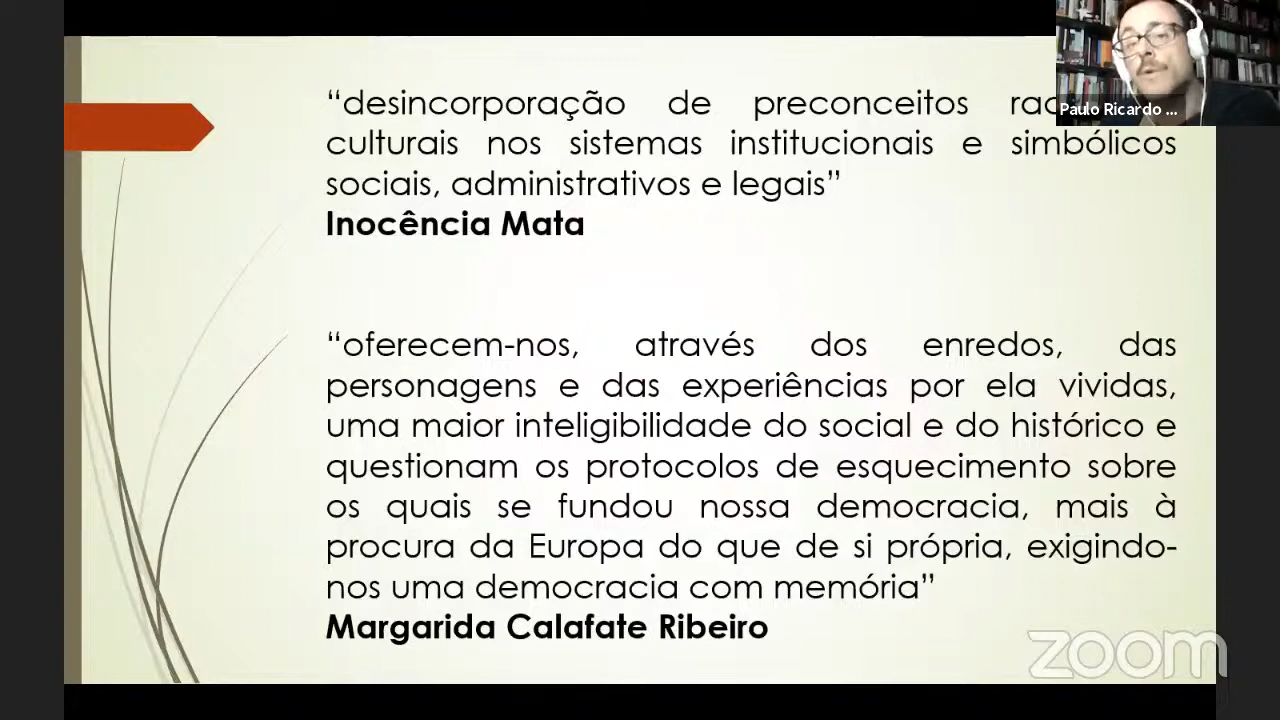 “desincorporação de preconceitos
culturais nos sistemas institucionais e simbólicos
sociais, administrativos e legais”
Inocência Mata
“oferecem-nos, através dos enredos, das
personagens e das experiências por ela vividas,
uma maior inteligibilidade do social e do histórico e
questionam os protocolos de esquecimento sobre
os quais se fundou nossa democracia, mais à
procura da Europa do que de si própria, exigindo-
nos uma democracia com memória”
Margarida Calafate Ribeiro
Paulo Ricardo ...
zoom